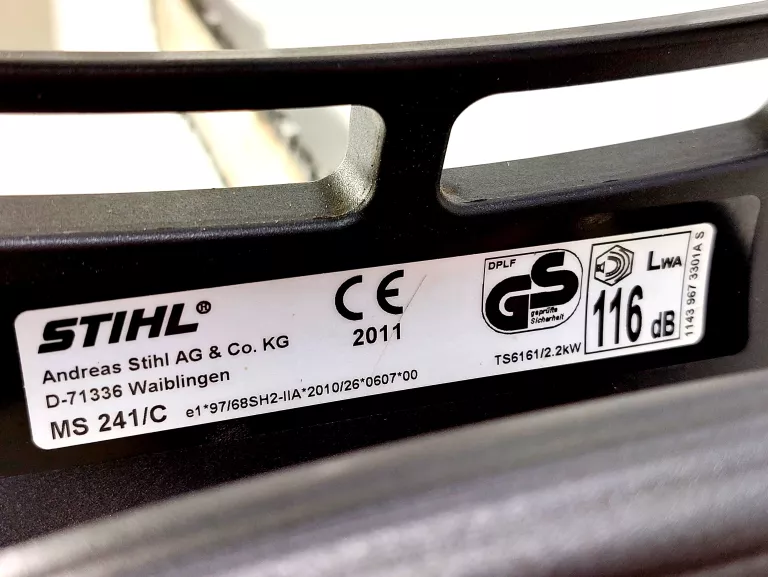 STIHL®
Andreas Stihl AG & Co. KG
D-71336 Waiblingen
MS 241/C e1*97/68SH2-IIA*2010/26*0607*00
CE
2011
DPLF
GS
geprüfte
Sicherheit
TS6161/2.2kW
LWA
116 dB
1143 967 3301A S